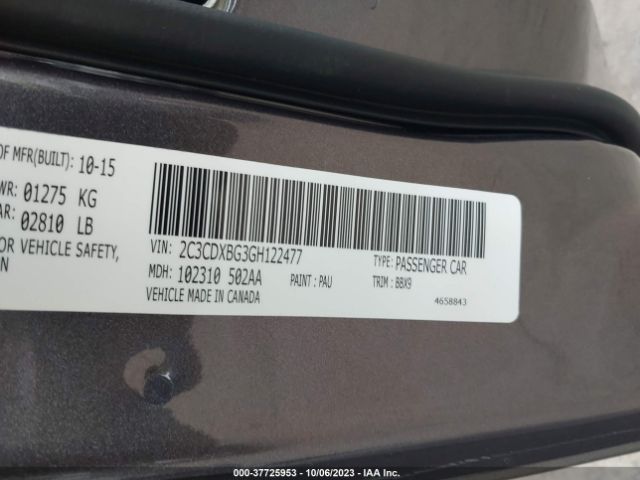 OF MFR(BUILT): 10-15
WR: 01275 KG
AR: 02810 LB
OR VEHICLE SAFETY,
ON
VIN: 2C3CDXBG3GH122477
TYPE: PASSENGER CAR
MDH: 102310 502AA
PAINT: PAU
TRIM: BBX9
VEHICLE MADE IN CANADA
4658843
000-37725953 | 10/06/2023 | IAA Inc.